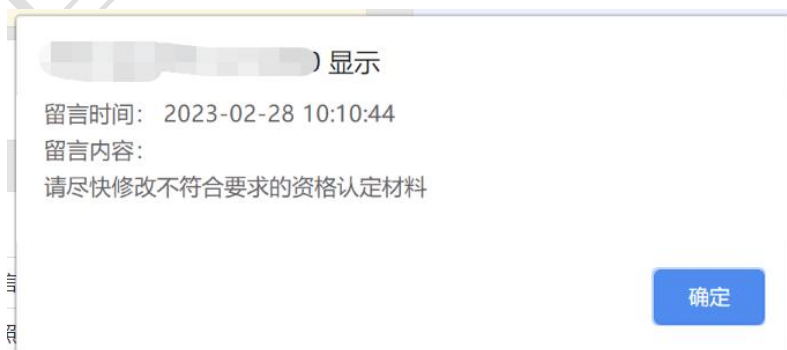 显示
留言时间： 2023-02-28 10:10:44
留言内容：
请尽快修改不符合要求的资格认定材料
确定